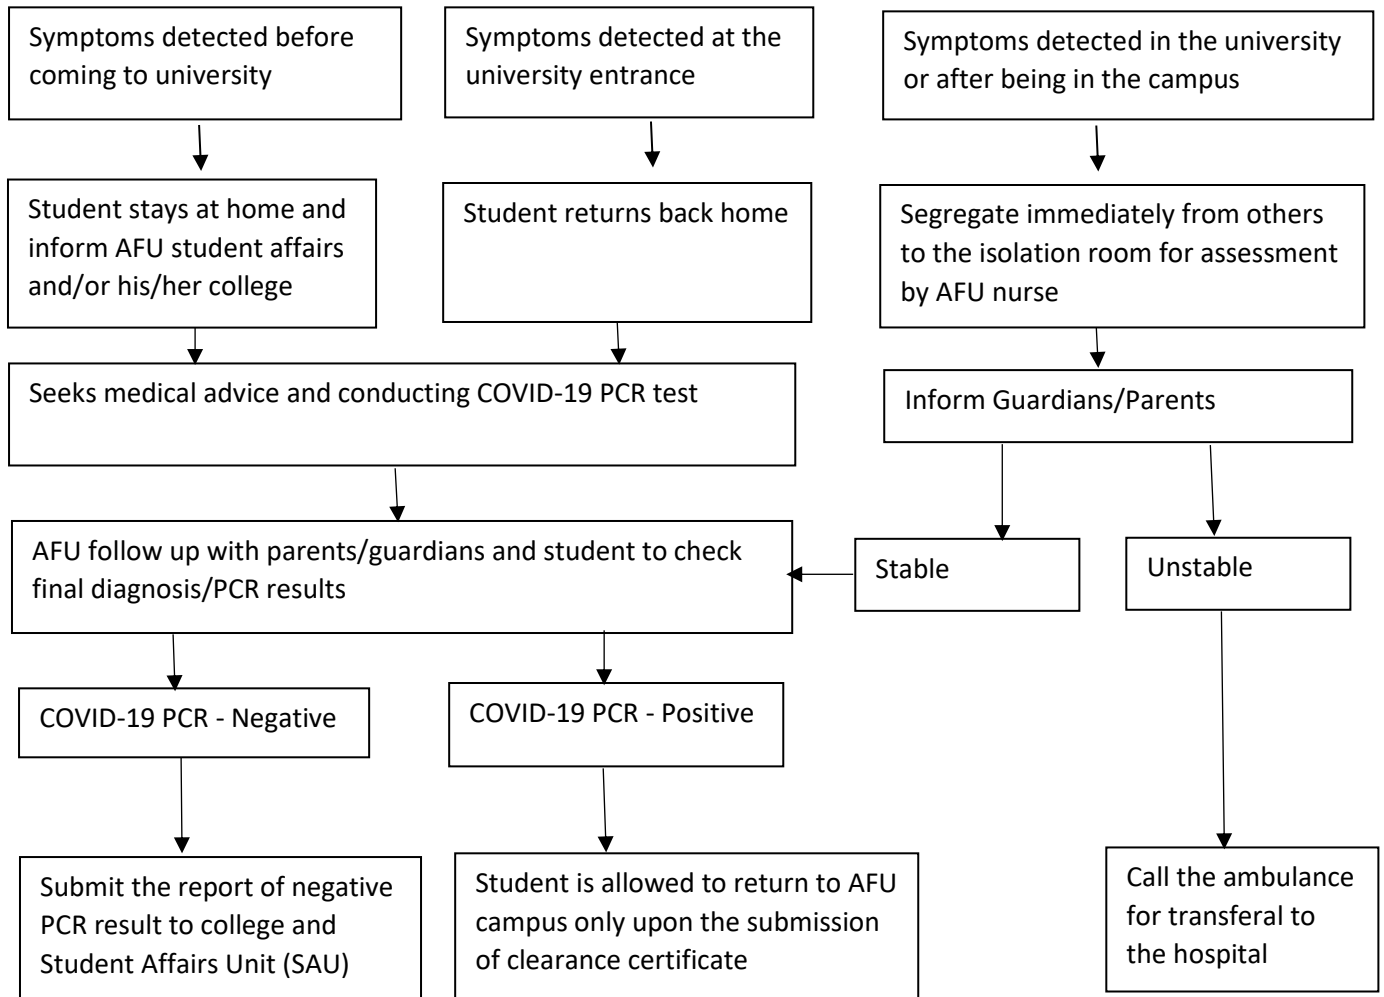 Symptoms detected before
coming to university
Symptoms detected at the
university entrance
Symptoms detected in the university
or after being in the campus
Student stays at home and
inform AFU student affairs
and/or his/her college
Student returns back home
Segregate immediately from others
to the isolation room for assessment
by AFU nurse
Seeks medical advice and conducting COVID-19 PCR test
Inform Guardians/Parents
AFU follow up with parents/guardians and student to check
final diagnosis/PCR results
Stable
Unstable
COVID-19 PCR - Negative
COVID-19 PCR - Positive
Submit the report of negative
PCR result to college and
Student Affairs Unit (SAU)
Student is allowed to return to AFU
campus only upon the submission
of clearance certificate
Call the ambulance
for transferal to
the hospital